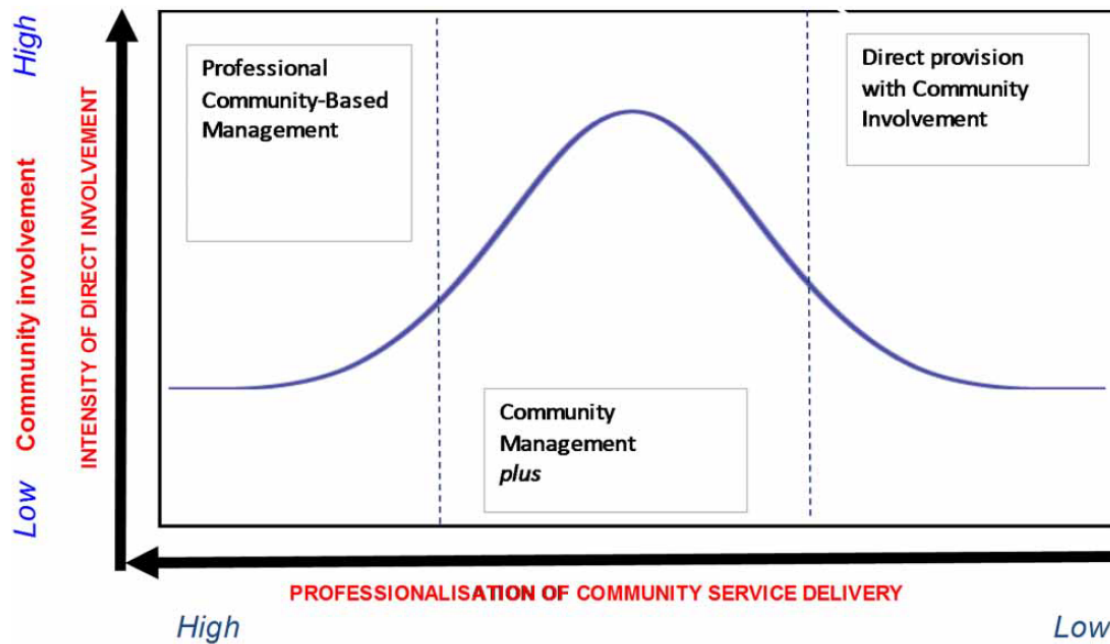 High
Community involvement
Low
INTENSITY OF DIRECT INVOLVEMENT
Professional
Community-Based
Management
Direct provision
with Community
Involvement
Community
Management
plus
PROFESSIONALISATION OF COMMUNITY SERVICE DELIVERY
High
Low